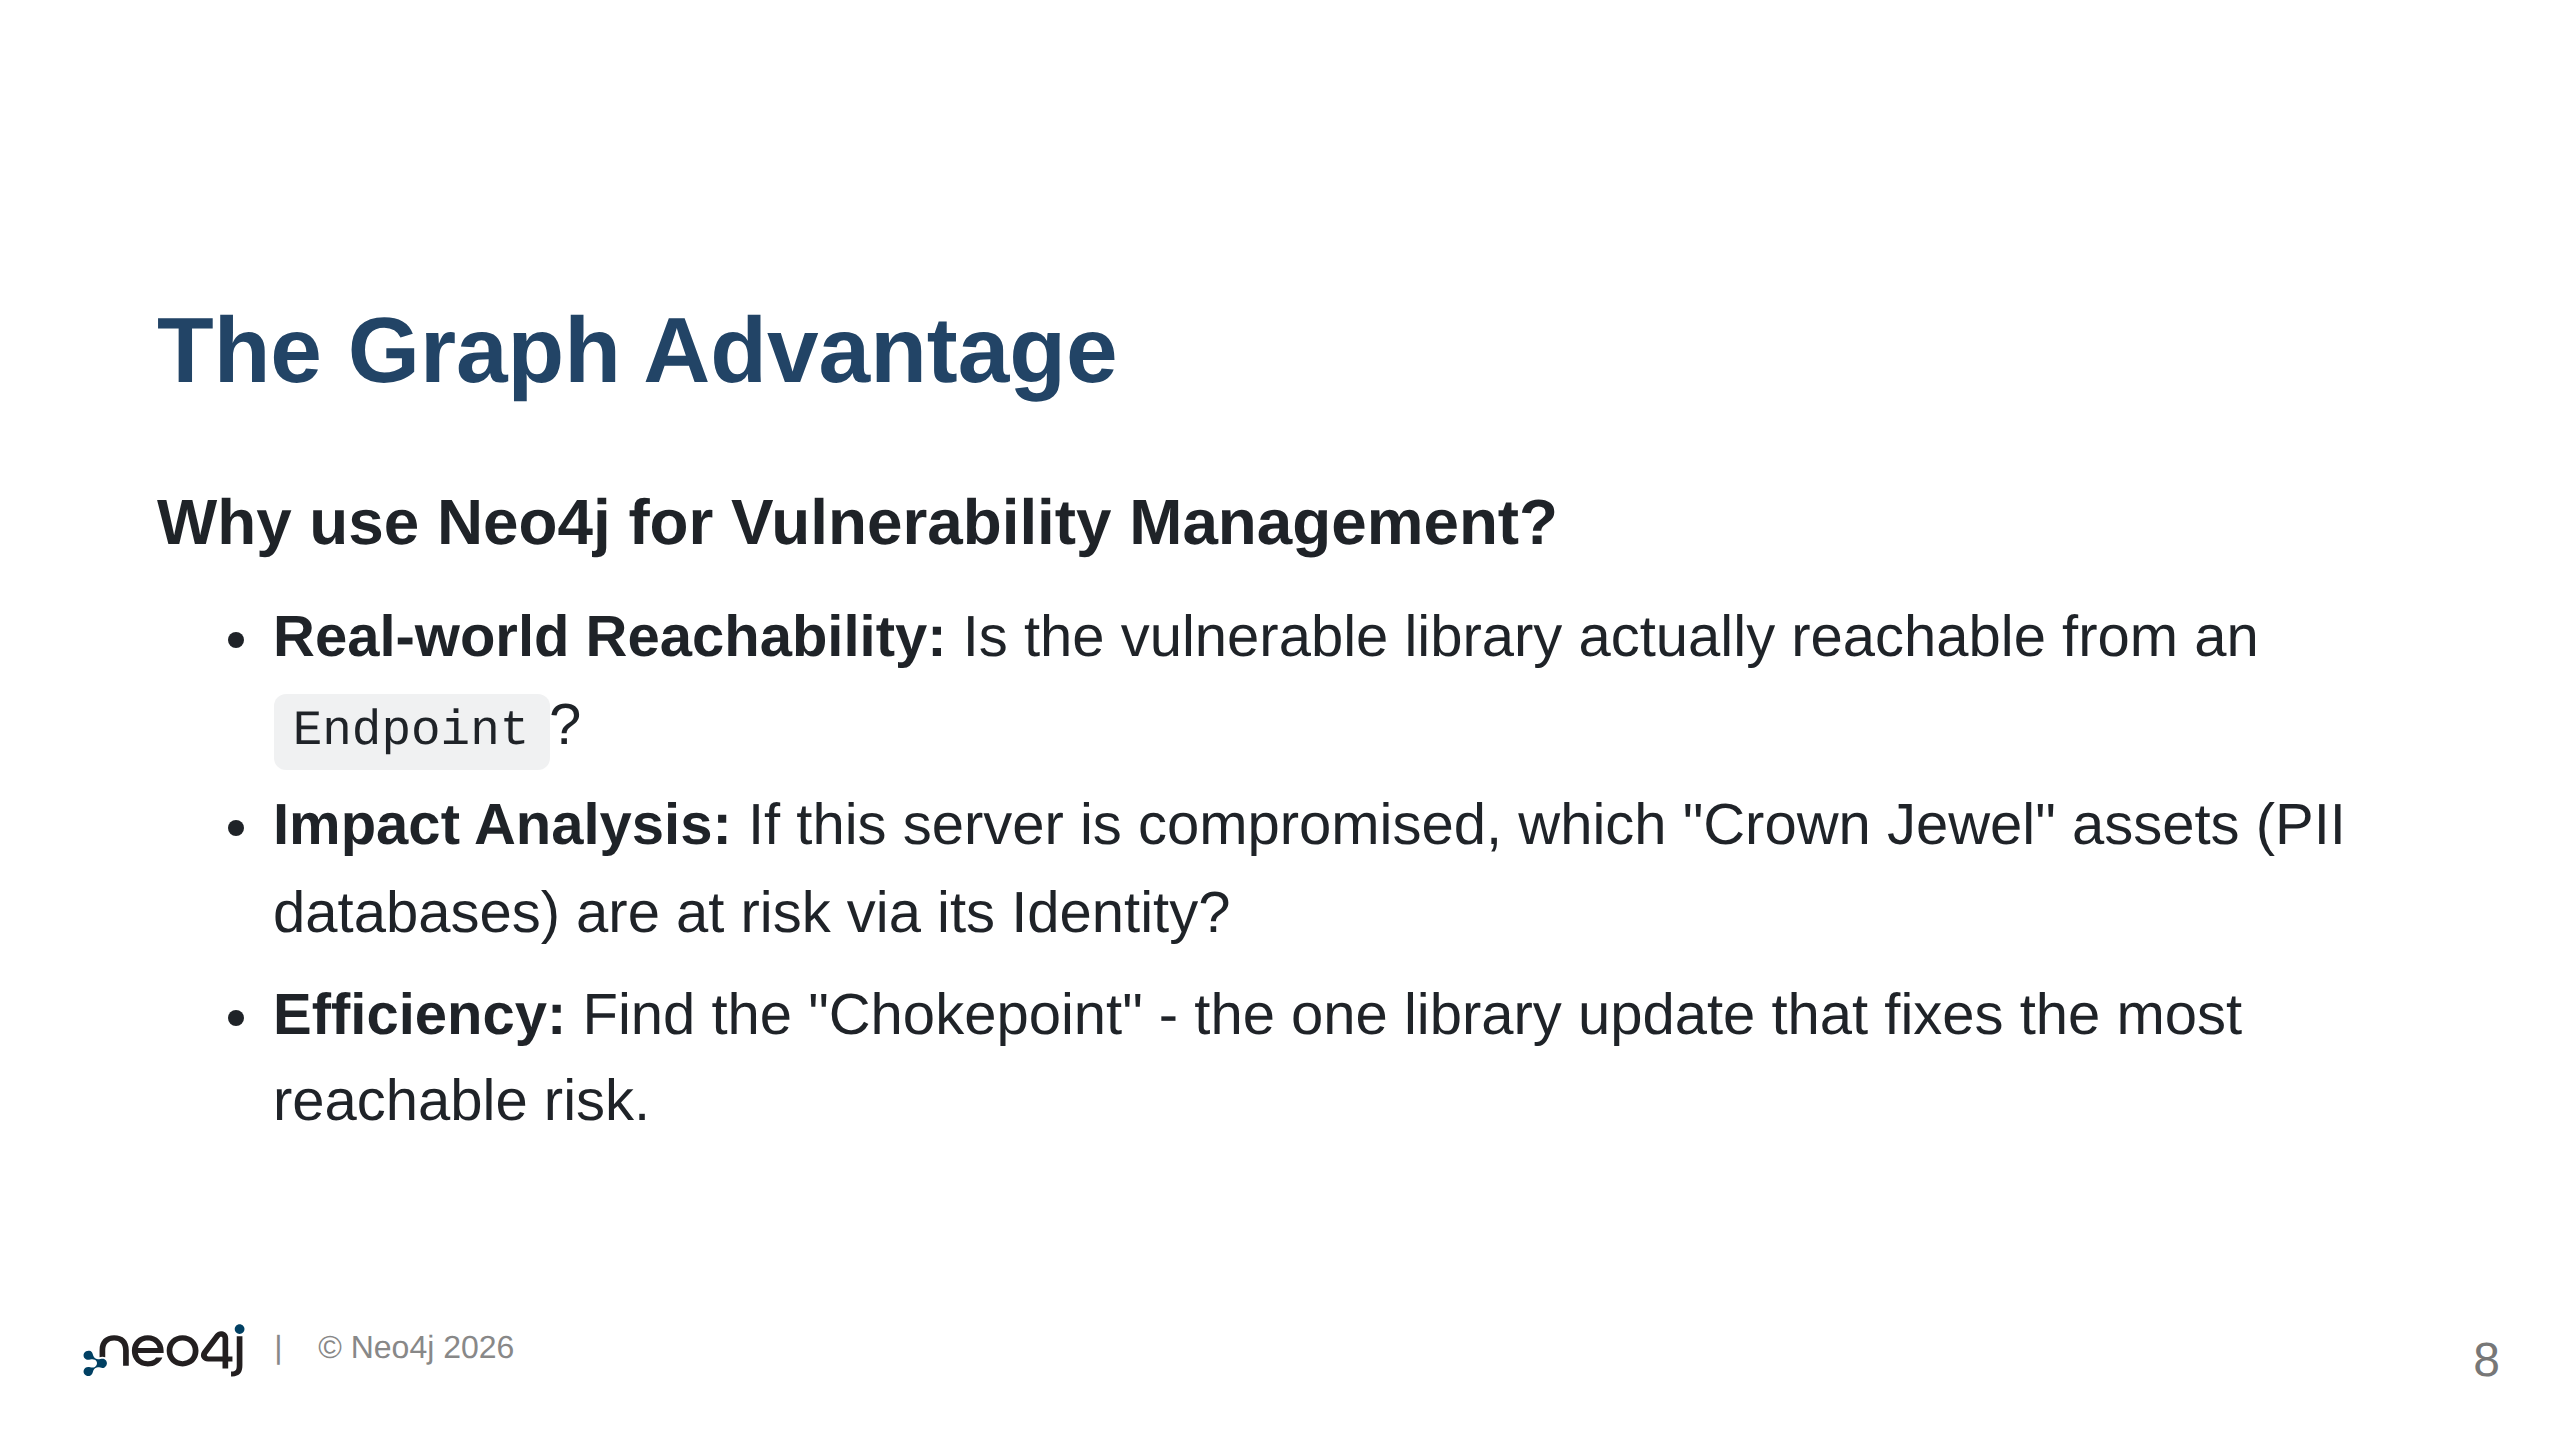 The Graph Advantage
Why use Neo4j for Vulnerability Management?
• Real-world Reachability: Is the vulnerable library actually reachable from an
Endpoint?
• Impact Analysis: If this server is compromised, which "Crown Jewel" assets (PII
databases) are at risk via its Identity?
• Efficiency: Find the "Chokepoint" - the one library update that fixes the most
reachable risk.
neo4j | © Neo4j 2026
8